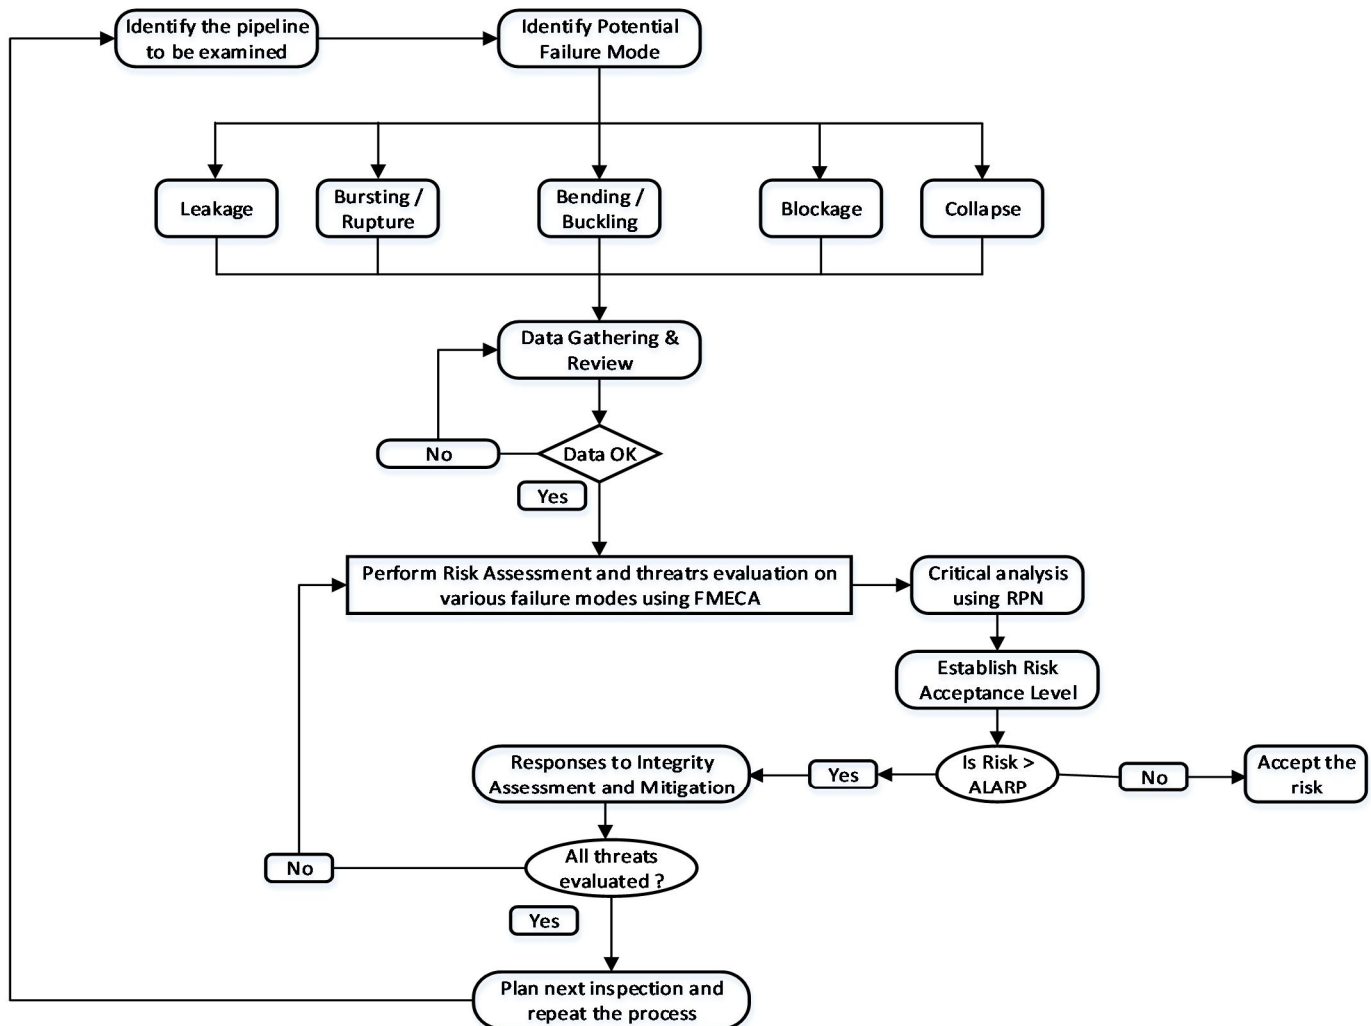 Identify the pipeline
to be examined
Identify Potential
Failure Mode
Leakage
Bursting /
Rupture
Bending /
Buckling
Blockage
Collapse
Data Gathering &
Review
No
Data OK
Yes
Perform Risk Assessment and threatrs evaluation on
various failure modes using FMECA
Critical analysis
using RPN
Establish Risk
Acceptance Level
Responses to Integrity
Assessment and Mitigation
Yes
Is Risk >
ALARP
No
Accept the
risk
No
All threats
evaluated ?
Yes
Plan next inspection and
repeat the process